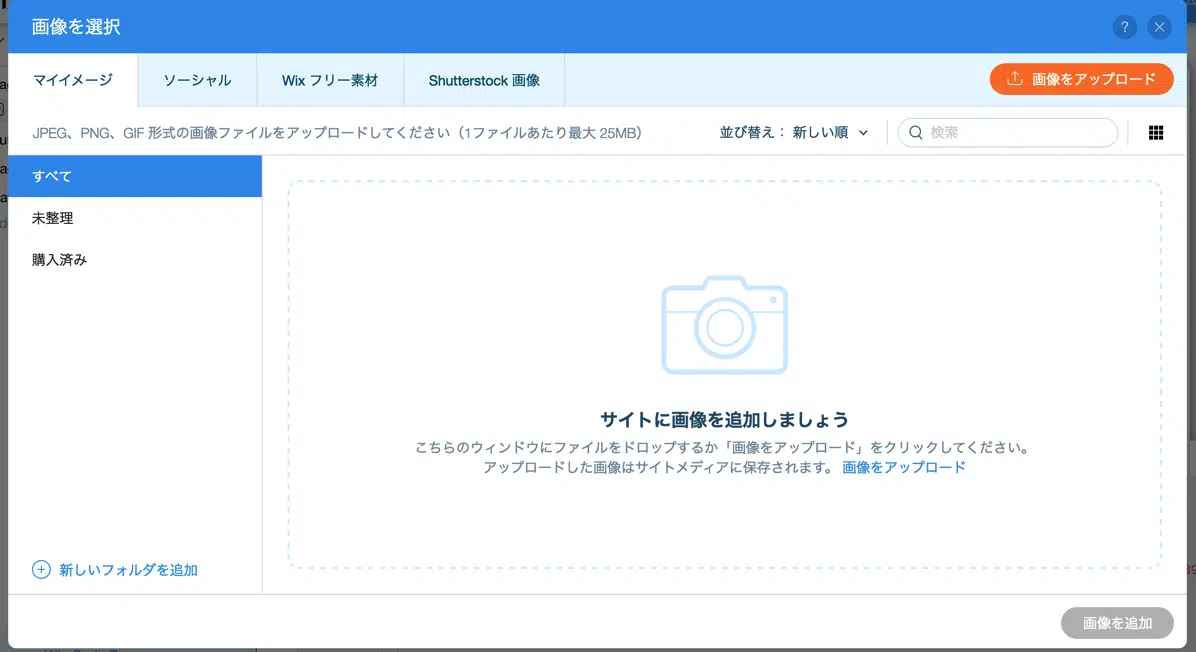 画像を選択
?
マイイメージ
ソーシャル
Wix フリー素材
Shutterstock 画像
画像をアップロード
JPEG、PNG、GIF 形式の画像ファイルをアップロードしてください（1ファイルあたり最大 25MB）
並び替え： 新しい順
検索
すべて
未整理
購入済み
サイトに画像を追加しましょう
こちらのウィンドウにファイルをドロップするか「画像をアップロード」をクリックしてください。
アップロードした画像はサイトメディアに保存されます。 画像をアップロード
新しいフォルダを追加
画像を追加